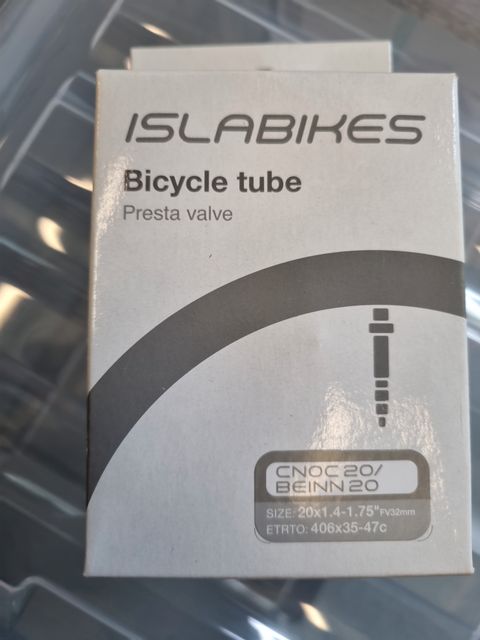 ISLABIKES
Bicycle tube
Presta valve
CNOC 20/
BEINN 20
SIZE: 20x1.4-1.75" FV32mm
ETRTO: 406x35-47c